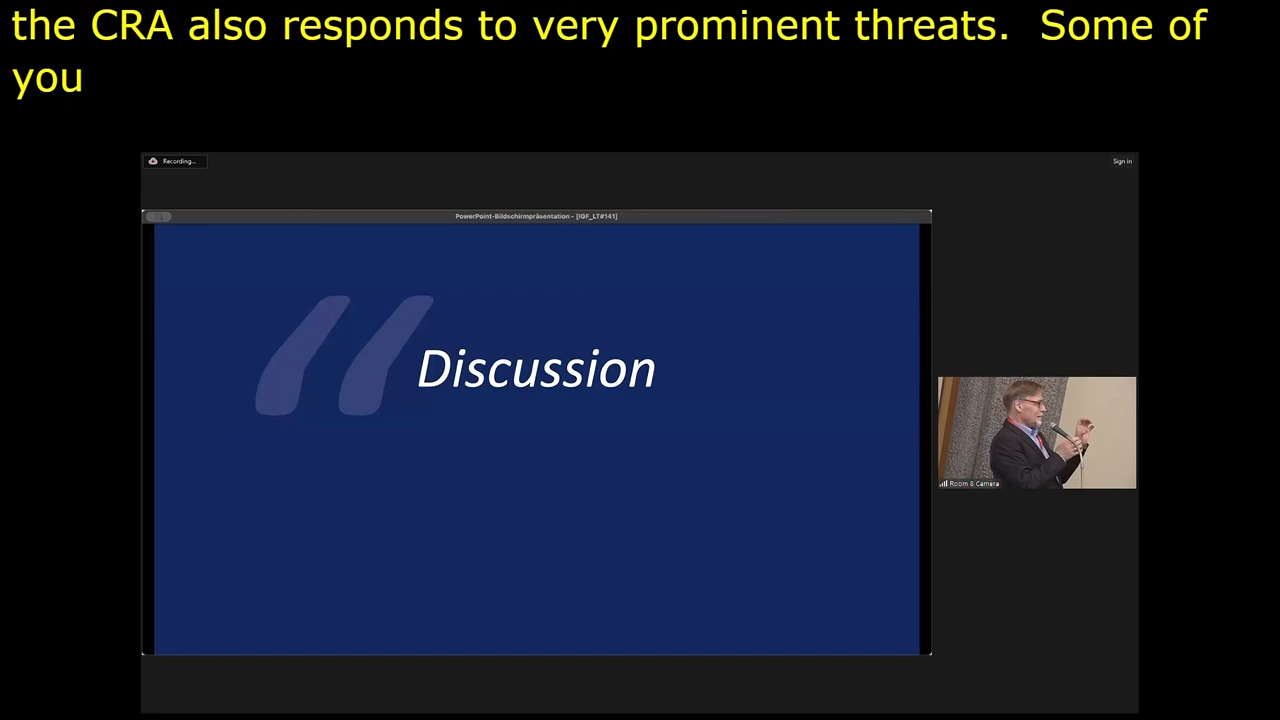 the CRA also responds to very prominent threats.  Some of
you
Recording...
Sign in
PowerPoint-Bildschirmpräsentation - [IGF_LT#141]
Discussion
Room 8 Camera